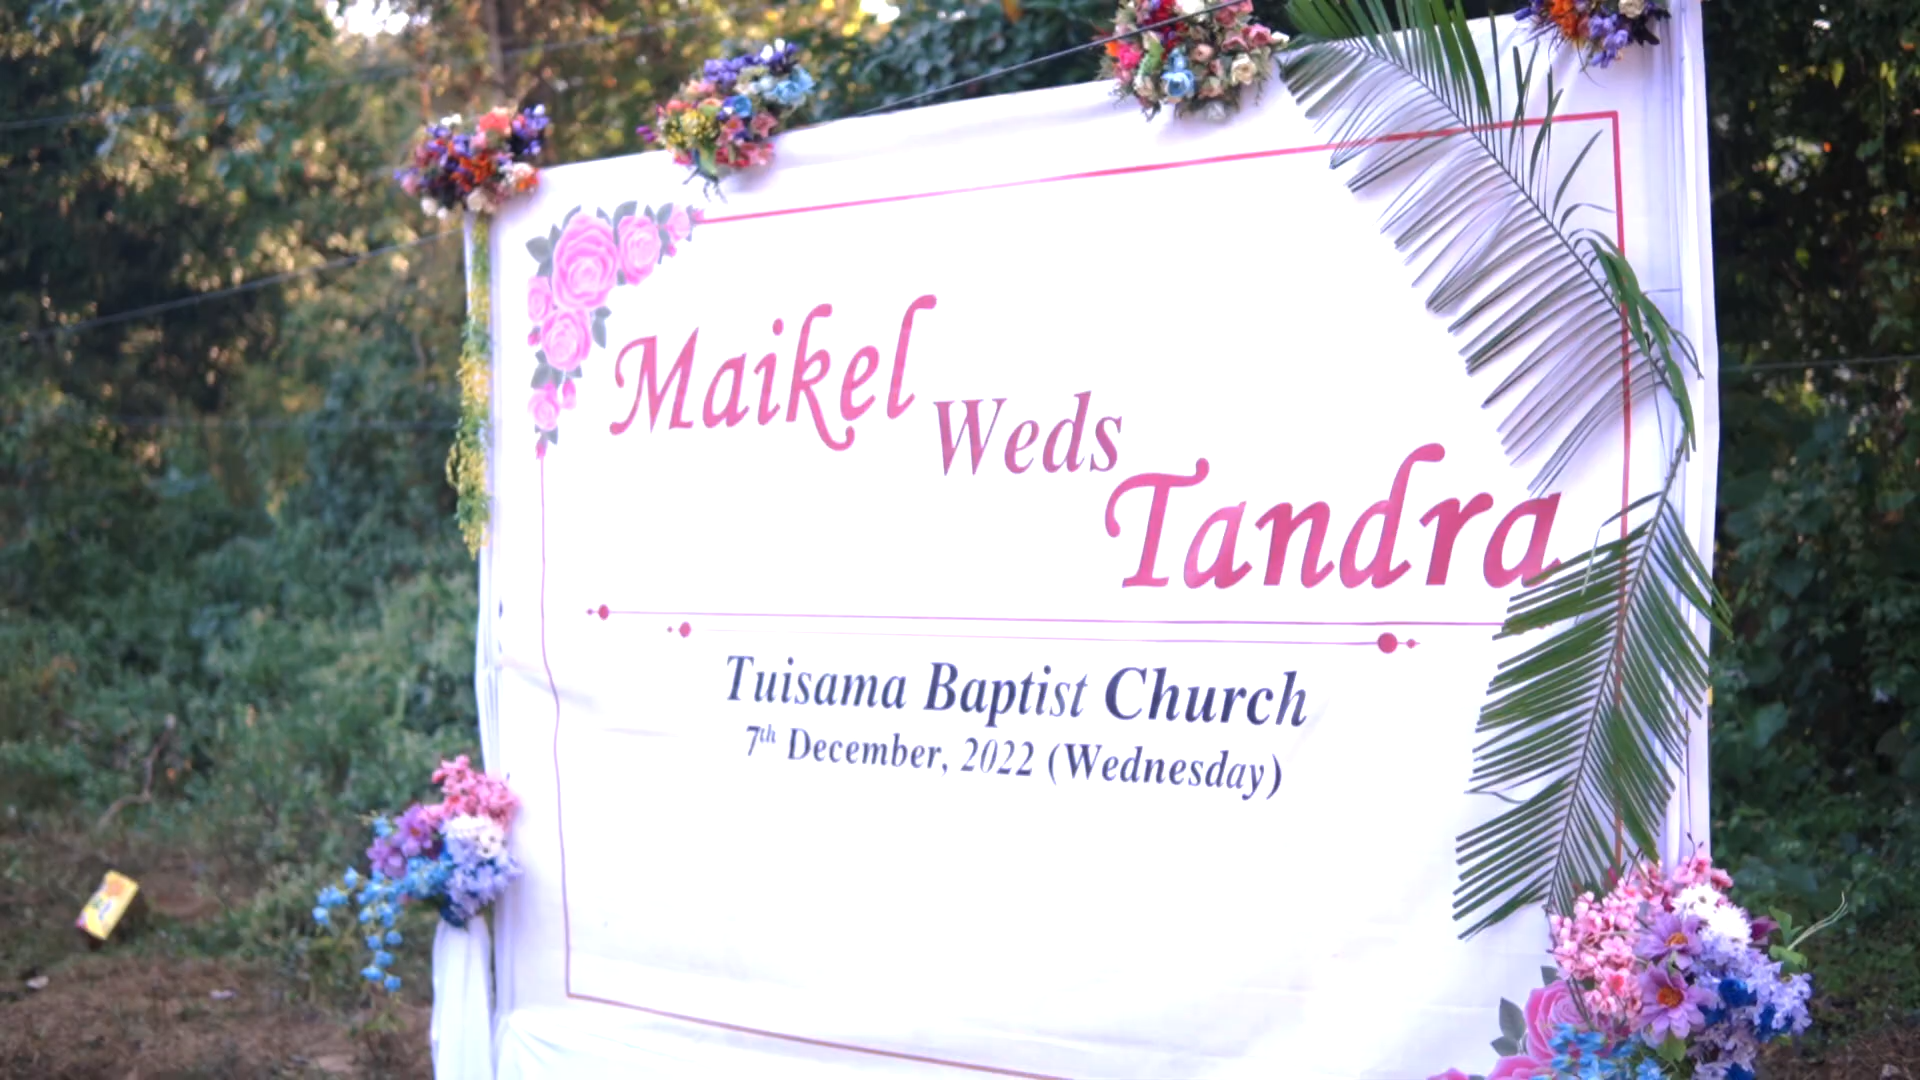 Maikel
Weds
Tandra
Tuisama Baptist Church
7th December, 2022 (Wednesday)